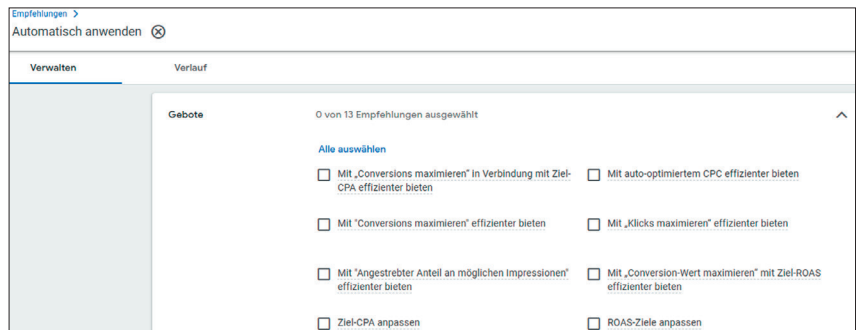 Empfehlungen >
Automatisch anwenden
Verwalten Verlauf
Gebote 0 von 13 Empfehlungen ausgewählt
Alle auswählen
Mit „Conversions maximieren" in Verbindung mit Ziel- Mit auto-optimiertem CPC effizienter bieten
CPA effizienter bieten
Mit "Conversions maximieren" effizienter bieten Mit „Klicks maximieren" effizienter bieten
Mit "Angestrebter Anteil an möglichen Impressionen" Mit „Conversion-Wert maximieren" mit Ziel-ROAS
effizienter bieten effizienter bieten
Ziel-CPA anpassen ROAS-Ziele anpassen